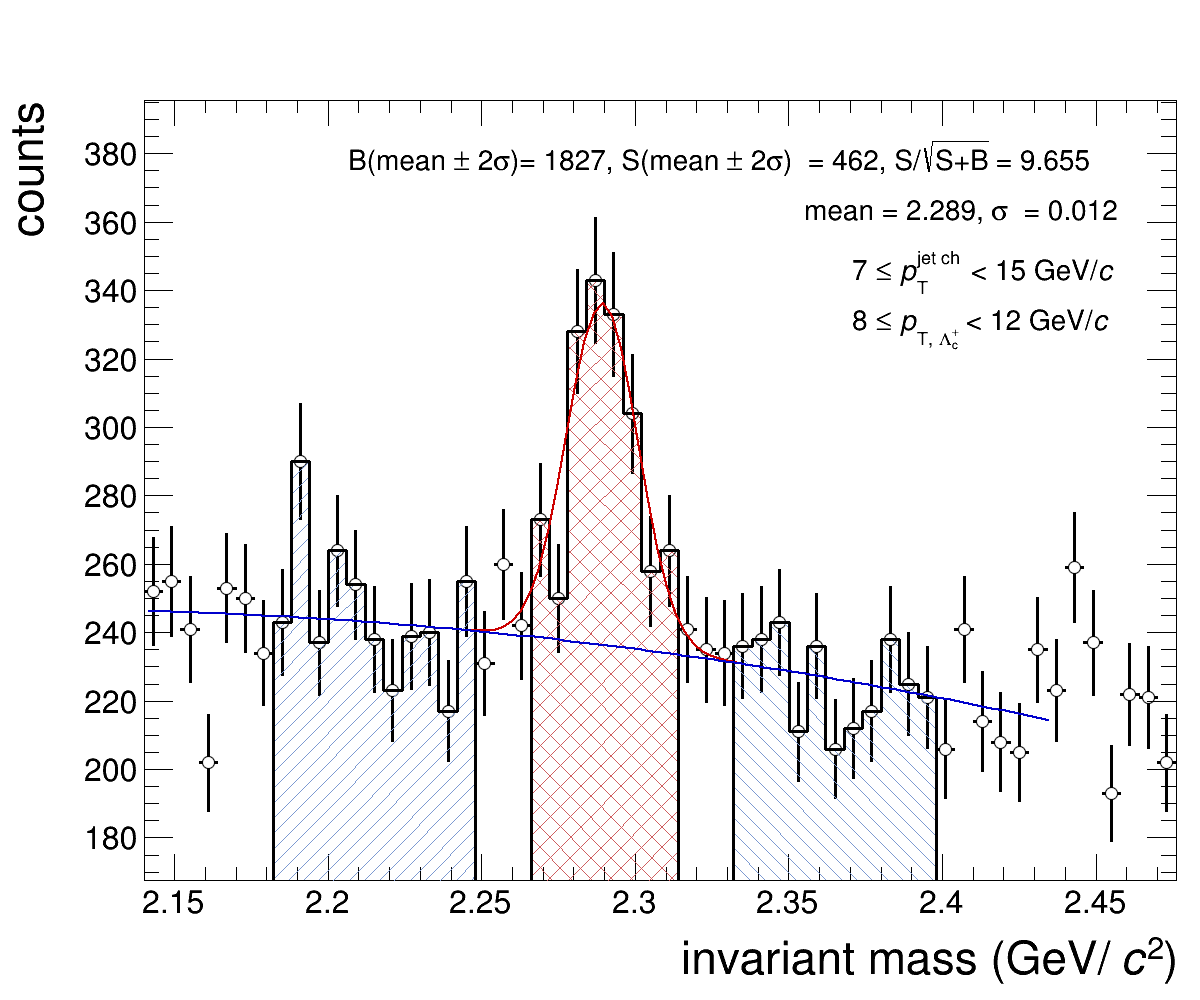 counts
380
360
340
320
300
280
260
240
220
200
180
B(mean ± 2σ)= 1827, S(mean ± 2σ) = 462, S/√S+B = 9.655
mean = 2.289, σ = 0.012
7 ≤ p_T^jet ch < 15 GeV/c
8 ≤ p_T, Λ_c^+ < 12 GeV/c
2.15 2.2 2.25 2.3 2.35 2.4 2.45
invariant mass (GeV/ c²)